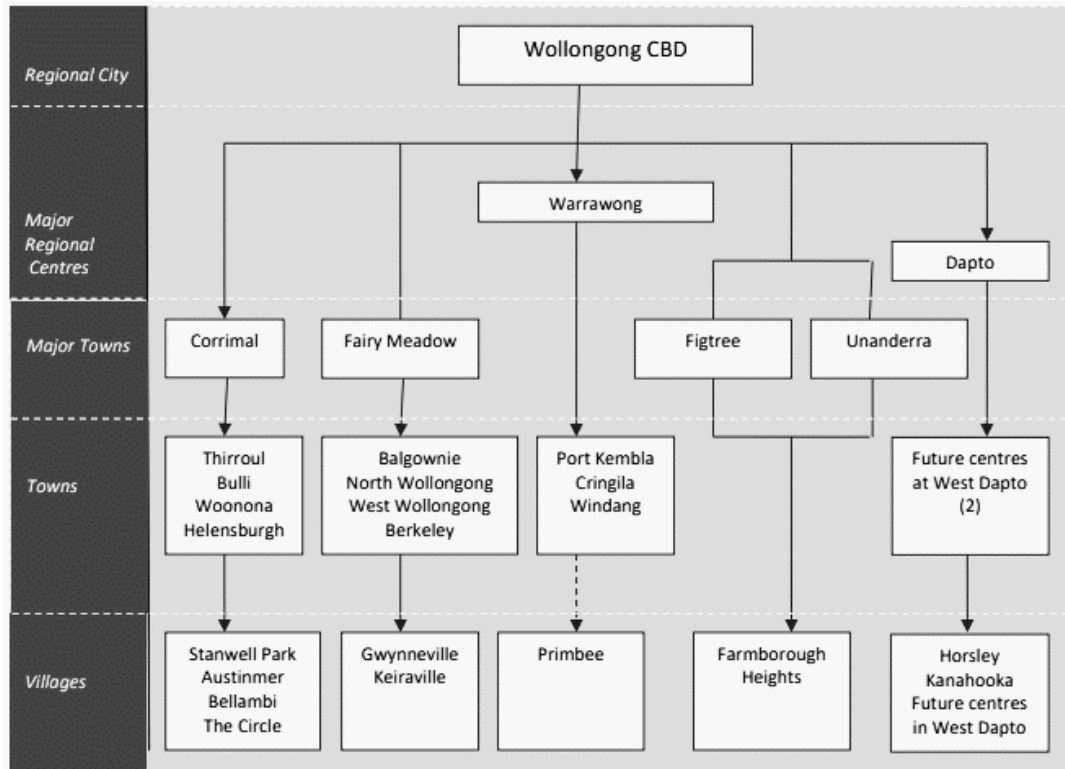 Regional City
Wollongong CBD
Major
Regional
Centres
Warrawong
Dapto
Major Towns
Corrimal
Fairy Meadow
Figtree
Unanderra
Towns
Thirroul
Bulli
Woonona
Helensburgh
Balgownie
North Wollongong
West Wollongong
Berkeley
Port Kembla
Cringila
Windang
Future centres
at West Dapto
(2)
Villages
Stanwell Park
Austinmer
Bellambi
The Circle
Gwynneville
Keiraville
Primbee
Farmborough
Heights
Horsley
Kanahooka
Future centres
in West Dapto